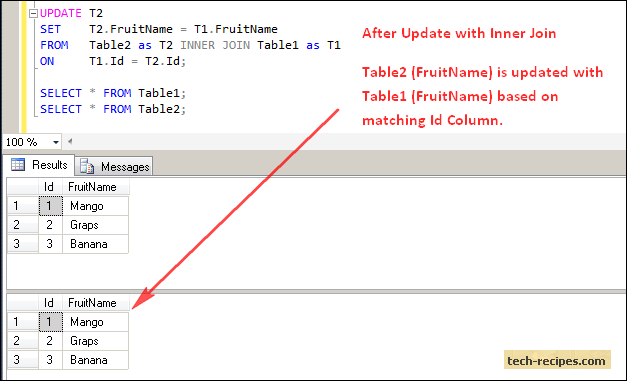 UPDATE T2
SET T2.FruitName = T1.FruitName
FROM Table2 as T2 INNER JOIN Table1 as T1
ON T1.Id = T2.Id;
SELECT * FROM Table1;
SELECT * FROM Table2;
After Update with Inner Join
Table2 (FruitName) is updated with
Table1 (FruitName) based on
matching Id Column.
100 %
Results Messages
Id FruitName
1 1 Mango
2 2 Graps
3 3 Banana
Id FruitName
1 1 Mango
2 2 Graps
3 3 Banana
tech-recipes.com